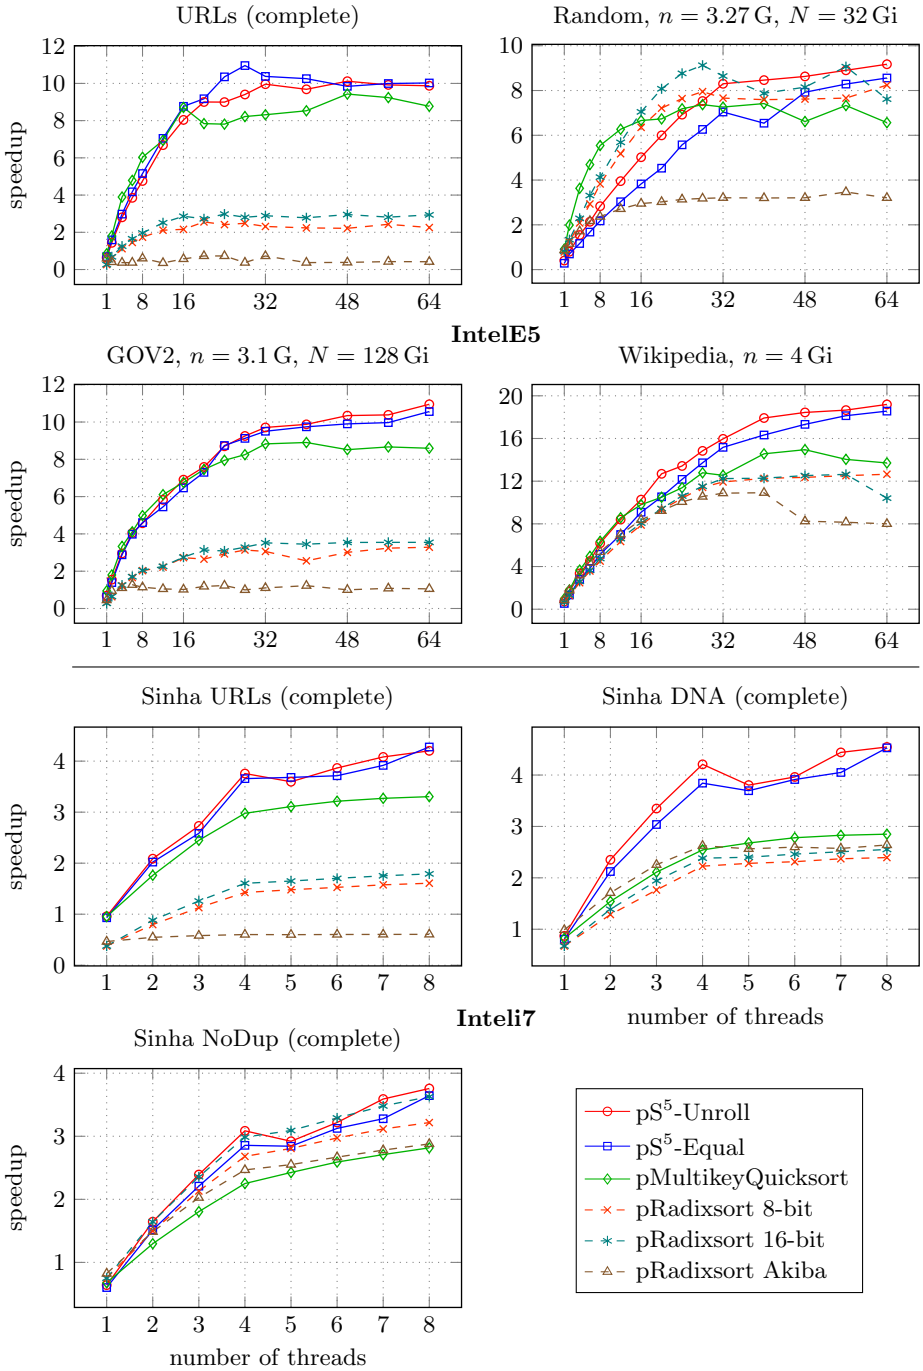 URLs (complete)
Random, n = 3.27 G, N = 32 Gi
speedup
12
10
8
6
4
2
0
1 8 16 32 48 64
10
8
6
4
2
0
1 8 16 32 48 64
IntelE5
GOV2, n = 3.1 G, N = 128 Gi
Wikipedia, n = 4 Gi
speedup
12
10
8
6
4
2
0
1 8 16 32 48 64
20
16
12
8
4
0
1 8 16 32 48 64
Sinha URLs (complete)
Sinha DNA (complete)
speedup
4
3
2
1
0
1 2 3 4 5 6 7 8
4
3
2
1
1 2 3 4 5 6 7 8
number of threads
Inteli7
Sinha NoDup (complete)
speedup
4
3
2
1
1 2 3 4 5 6 7 8
number of threads
pS⁵-Unroll
pS⁵-Equal
pMultikeyQuicksort
pRadixsort 8-bit
pRadixsort 16-bit
pRadixsort Akiba